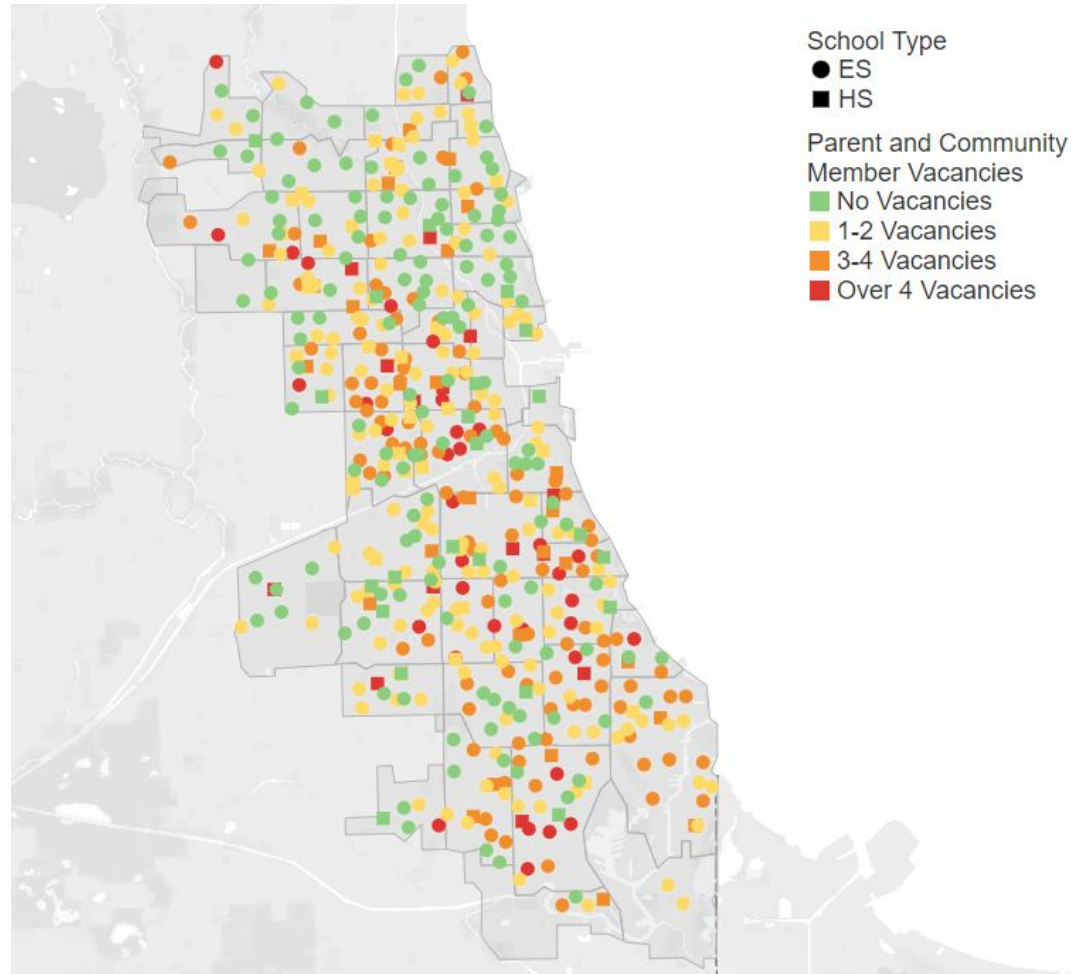 School Type
ES
HS
Parent and Community
Member Vacancies
No Vacancies
1-2 Vacancies
3-4 Vacancies
Over 4 Vacancies